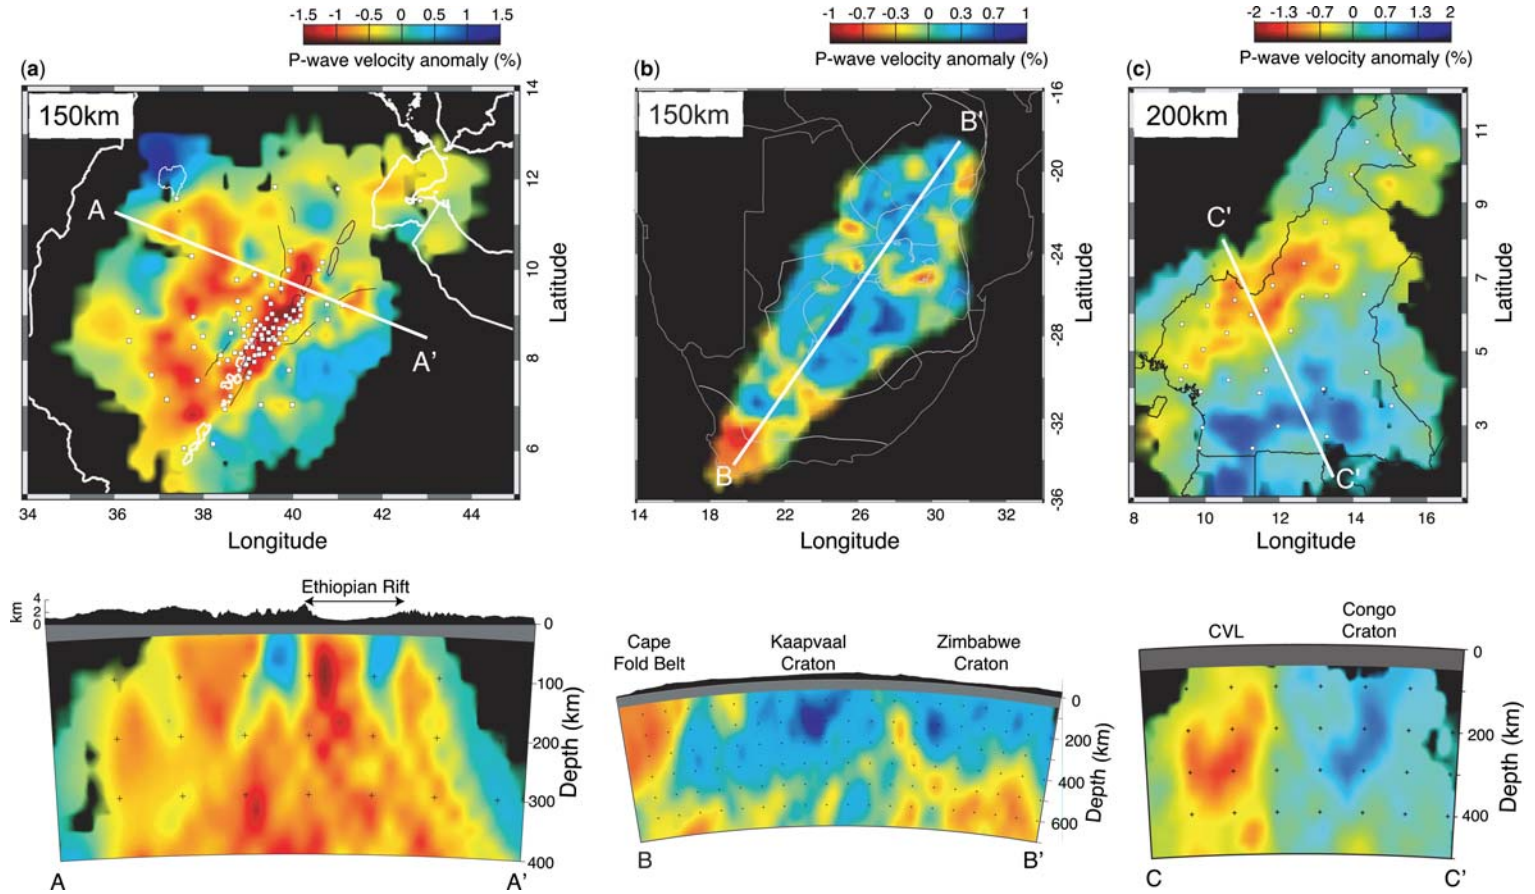 -1.5 -1 -0.5 0 0.5 1 1.5
P-wave velocity anomaly (%)
(a)
150km
A
A’
14
12
10
8
6
Latitude
34 36 38 40 42 44
Longitude
-1 -0.7 -0.3 0 0.3 0.7 1
P-wave velocity anomaly (%)
(b)
150km
B'
B
-16
-20
-24
-28
-32
-36
Latitude
14 18 22 26 30 32
Longitude
-2 -1.3 -0.7 0 0.7 1.3 2
P-wave velocity anomaly (%)
(c)
200km
C'
C'
11
9
7
5
3
Latitude
8 10 12 14 16
Longitude
Ethiopian Rift
km
4
2
0
0
100
200
300
400
Depth (km)
A A’
Cape
Fold Belt
Kaapvaal
Craton
Zimbabwe
Craton
0
200
400
600
Depth (km)
B B’
CVL
Congo
Craton
0
200
400
Depth (km)
C C’